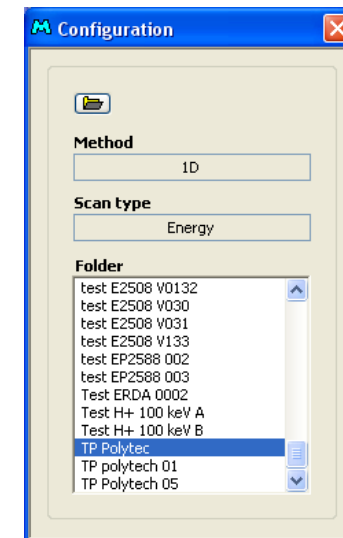 Configuration
Method
1D
Scan type
Energy
Folder
test E2508 V0132
test E2508 V030
test E2508 V031
test E2508 V133
test EP2588 002
test EP2588 003
Test ERDA 0002
Test H+ 100 keV A
Test H+ 100 keV B
TP Polytec
TP polytech 01
TP Polytech 05